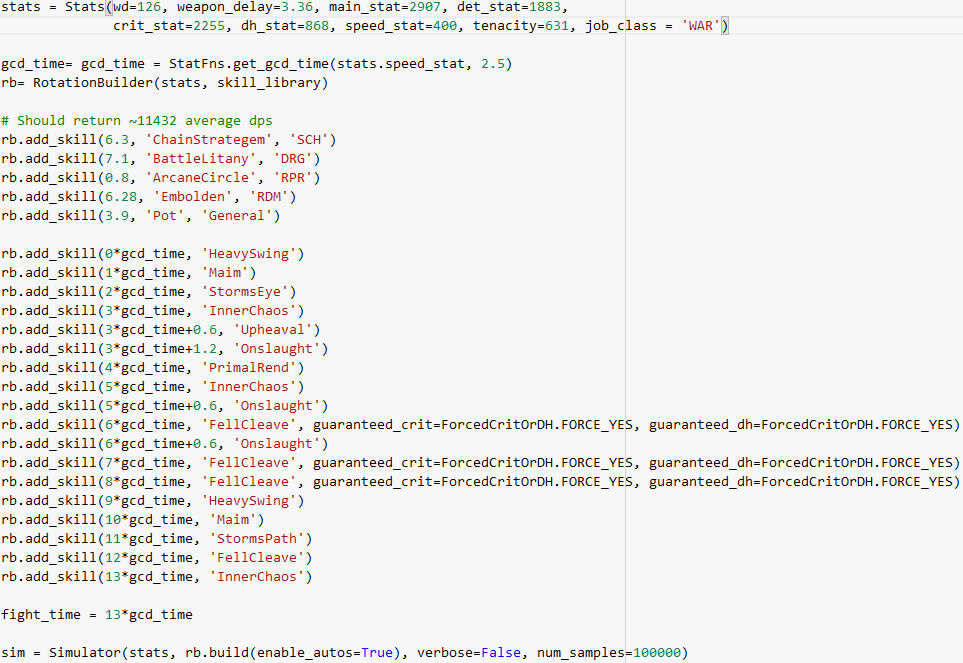 stats = Stats(wd=126, weapon_delay=3.36, main_stat=2907, det_stat=1883,
              crit_stat=2255, dh_stat=868, speed_stat=400, tenacity=631, job_class = 'WAR')

gcd_time= gcd_time = StatFns.get_gcd_time(stats.speed_stat, 2.5)
rb= RotationBuilder(stats, skill_library)

# Should return ~11432 average dps
rb.add_skill(6.3, 'ChainStrategem', 'SCH')
rb.add_skill(7.1, 'BattleLitany', 'DRG')
rb.add_skill(0.8, 'ArcaneCircle', 'RPR')
rb.add_skill(6.28, 'Embolden', 'RDM')
rb.add_skill(3.9, 'Pot', 'General')

rb.add_skill(0*gcd_time, 'HeavySwing')
rb.add_skill(1*gcd_time, 'Maim')
rb.add_skill(2*gcd_time, 'StormsEye')
rb.add_skill(3*gcd_time, 'InnerChaos')
rb.add_skill(3*gcd_time+0.6, 'Upheaval')
rb.add_skill(3*gcd_time+1.2, 'Onslaught')
rb.add_skill(4*gcd_time, 'PrimalRend')
rb.add_skill(5*gcd_time, 'InnerChaos')
rb.add_skill(5*gcd_time+0.6, 'Onslaught')
rb.add_skill(6*gcd_time, 'FellCleave', guaranteed_crit=ForcedCritOrDH.FORCE_YES, guaranteed_dh=ForcedCritOrDH.FORCE_YES)
rb.add_skill(6*gcd_time+0.6, 'Onslaught')
rb.add_skill(7*gcd_time, 'FellCleave', guaranteed_crit=ForcedCritOrDH.FORCE_YES, guaranteed_dh=ForcedCritOrDH.FORCE_YES)
rb.add_skill(8*gcd_time, 'FellCleave', guaranteed_crit=ForcedCritOrDH.FORCE_YES, guaranteed_dh=ForcedCritOrDH.FORCE_YES)
rb.add_skill(9*gcd_time, 'HeavySwing')
rb.add_skill(10*gcd_time, 'Maim')
rb.add_skill(11*gcd_time, 'StormsPath')
rb.add_skill(12*gcd_time, 'FellCleave')
rb.add_skill(13*gcd_time, 'InnerChaos')

fight_time = 13*gcd_time

sim = Simulator(stats, rb.build(enable_autos=True), verbose=False, num_samples=100000)